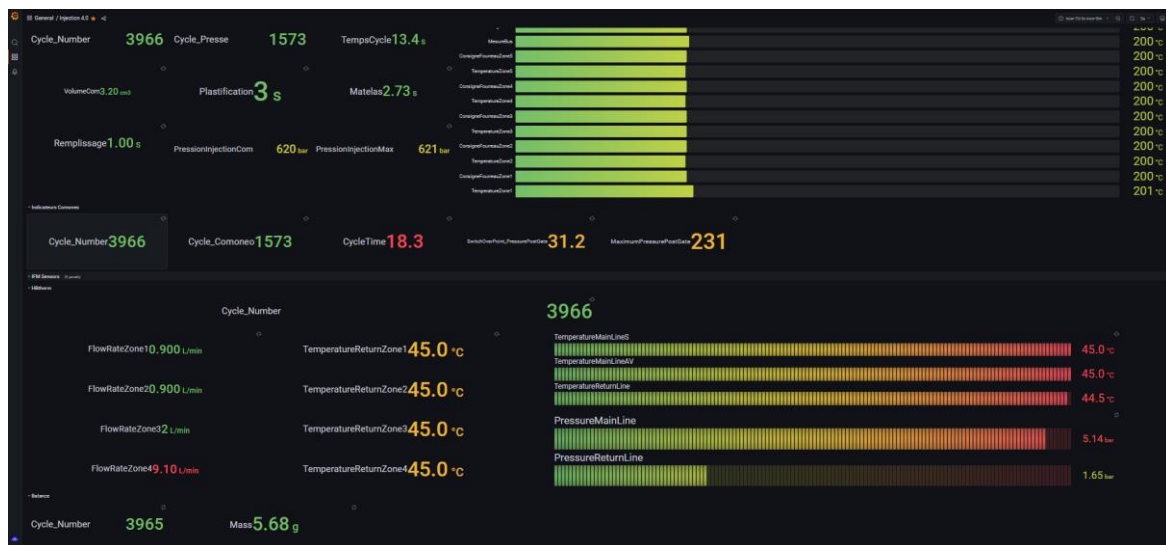 General / Injection 4.0
Cycle_Number 3966 Cycle_Presse 1573 TempsCycle 13.4 s
200 °C
MesureBus 200 °C
ConsigneFourreauZone5 200 °C
TemperatureZone5 200 °C
ConsigneFourreauZone4 200 °C
TemperatureZone4 200 °C
ConsigneFourreauZone3 200 °C
TemperatureZone3 200 °C
ConsigneFourreauZone2 200 °C
TemperatureZone2 200 °C
ConsigneFourreauZone1 200 °C
TemperatureZone1 201 °C
VolumeCom 3.20 cm3 Plastification 3 s Matelas 2.73 s
Remplissage 1.00 s PressionInjectionCom 620 bar PressionInjectionMax 621 bar
Indicateurs Comoneo
Cycle_Number 3966 Cycle_Comoneo 1573 CycleTime 18.3 SwitchOverPoint_PressurePostGate 31.2 MaximumPressurePostGate 231
IFM Sensors
HBtherm
Cycle_Number 3966
FlowRateZone1 0.900 L/min TemperatureReturnZone1 45.0 °C
FlowRateZone2 0.900 L/min TemperatureReturnZone2 45.0 °C
FlowRateZone3 2 L/min TemperatureReturnZone3 45.0 °C
FlowRateZone4 9.10 L/min TemperatureReturnZone4 45.0 °C
TemperatureMainLineS 45.0 °C
TemperatureMainLineAV 45.0 °C
TemperatureReturnLine 44.5 °C
PressureMainLine 5.14 bar
PressureReturnLine 1.65 bar
Balance
Cycle_Number 3965 Mass 5.68 g